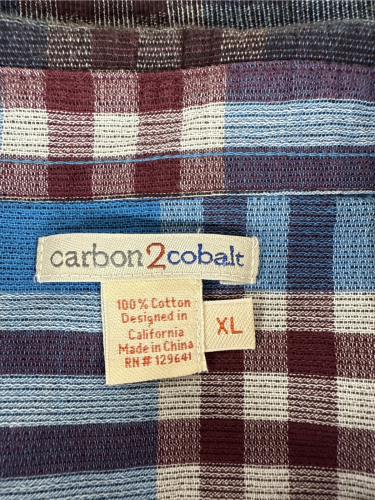 carbon2cobalt
100% Cotton
Designed in
California
Made in China
RN# 129641
XL